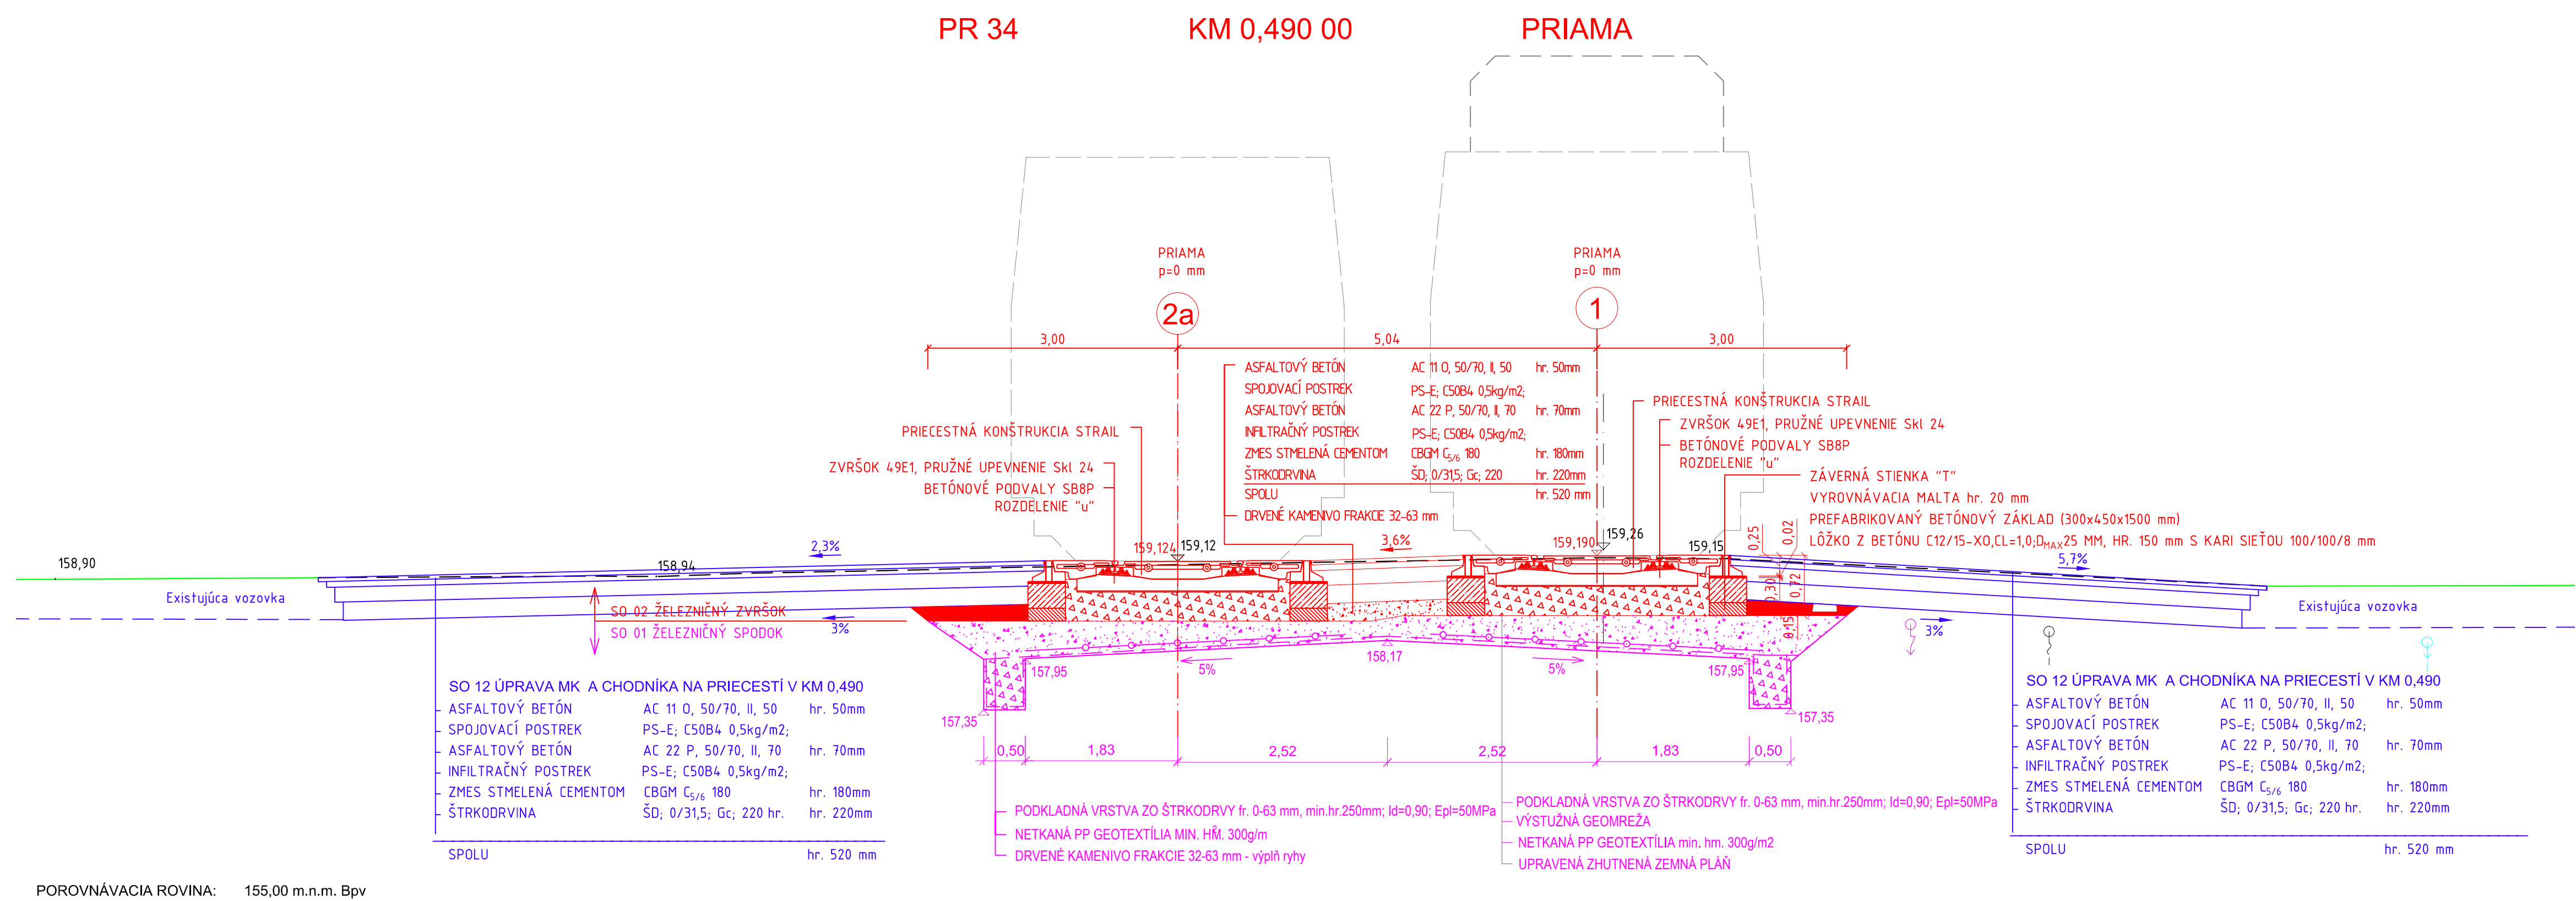 PR 34 KM 0,490 00 PRIAMA
PRIAMA
p=0 mm
2a
PRIAMA
p=0 mm
1
3,00 5,04 3,00
ASFALTOVÝ BETÓN AC 11 O, 50/70, II, 50 hr. 50mm
SPOJOVACÍ POSTREK PS-E; C50B4 0,5kg/m2;
ASFALTOVÝ BETÓN AC 22 P, 50/70, II, 70 hr. 70mm
INFILTRAČNÝ POSTREK PS-E; C50B4 0,5kg/m2;
ZMES STMELENÁ CEMENTOM CBGM C5/6 180 hr. 180mm
ŠTRKODRVINA ŠD; 0/31,5; Gc; 220 hr. 220mm
SPOLU hr. 520 mm
DRVENÉ KAMENIVO FRAKCIE 32-63 mm
PRIECESTNÁ KONŠTRUKCIA STRAIL
ZVRŠOK 49E1, PRUŽNÉ UPEVNENIE Skl 24
BETÓNOVÉ PODVALY SB8P
ROZDELENIE "u"
PRIECESTNÁ KONŠTRUKCIA STRAIL
ZVRŠOK 49E1, PRUŽNÉ UPEVNENIE Skl 24
BETÓNOVÉ PODVALY SB8P
ROZDELENIE "u"
ZÁVERNÁ STIENKA "T"
VYROVNÁVACIA MALTA hr. 20 mm
PREFABRIKOVANÝ BETÓNOVÝ ZÁKLAD (300x450x1500 mm)
LÔŽKO Z BETÓNU C12/15-XO,CL=1,0;DMAX25 MM, HR. 150 mm S KARI SIEŤOU 100/100/8 mm
158,90
158,94
2,3%
159,124
159,12
3,6%
159,190
159,26
159,15
0,25
0,02
0,30
0,72
0,15
5,7%
Existujúca vozovka
Existujúca vozovka
SO 02 ŽELEZNIČNÝ ZVRŠOK
SO 01 ŽELEZNIČNÝ SPODOK
3%
3%
157,95
5%
158,17
5%
157,95
157,35
157,35
0,50 1,83 2,52 2,52 1,83 0,50
SO 12 ÚPRAVA MK A CHODNÍKA NA PRIECESTÍ V KM 0,490
ASFALTOVÝ BETÓN AC 11 O, 50/70, II, 50 hr. 50mm
SPOJOVACÍ POSTREK PS-E; C50B4 0,5kg/m2;
ASFALTOVÝ BETÓN AC 22 P, 50/70, II, 70 hr. 70mm
INFILTRAČNÝ POSTREK PS-E; C50B4 0,5kg/m2;
ZMES STMELENÁ CEMENTOM CBGM C5/6 180 hr. 180mm
ŠTRKODRVINA ŠD; 0/31,5; Gc; 220 hr. hr. 220mm
SPOLU hr. 520 mm
PODKLADNÁ VRSTVA ZO ŠTRKODRVY fr. 0-63 mm, min.hr.250mm; Id=0,90; Epl=50MPa
NETKANÁ PP GEOTEXTÍLIA MIN. HM. 300g/m2
DRVENÉ KAMENIVO FRAKCIE 32-63 mm - výplň ryhy
PODKLADNÁ VRSTVA ZO ŠTRKODRVY fr. 0-63 mm, min.hr.250mm; Id=0,90; Epl=50MPa
VÝSTUŽNÁ GEOMREŽA
NETKANÁ PP GEOTEXTÍLIA min. hm. 300g/m2
UPRAVENÁ ZHUTNENÁ ZEMNÁ PLÁŇ
SO 12 ÚPRAVA MK A CHODNÍKA NA PRIECESTÍ V KM 0,490
ASFALTOVÝ BETÓN AC 11 O, 50/70, II, 50 hr. 50mm
SPOJOVACÍ POSTREK PS-E; C50B4 0,5kg/m2;
ASFALTOVÝ BETÓN AC 22 P, 50/70, II, 70 hr. 70mm
INFILTRAČNÝ POSTREK PS-E; C50B4 0,5kg/m2;
ZMES STMELENÁ CEMENTOM CBGM C5/6 180 hr. 180mm
ŠTRKODRVINA ŠD; 0/31,5; Gc; 220 hr. hr. 220mm
SPOLU hr. 520 mm
POROVNÁVACIA ROVINA: 155,00 m.n.m. Bpv